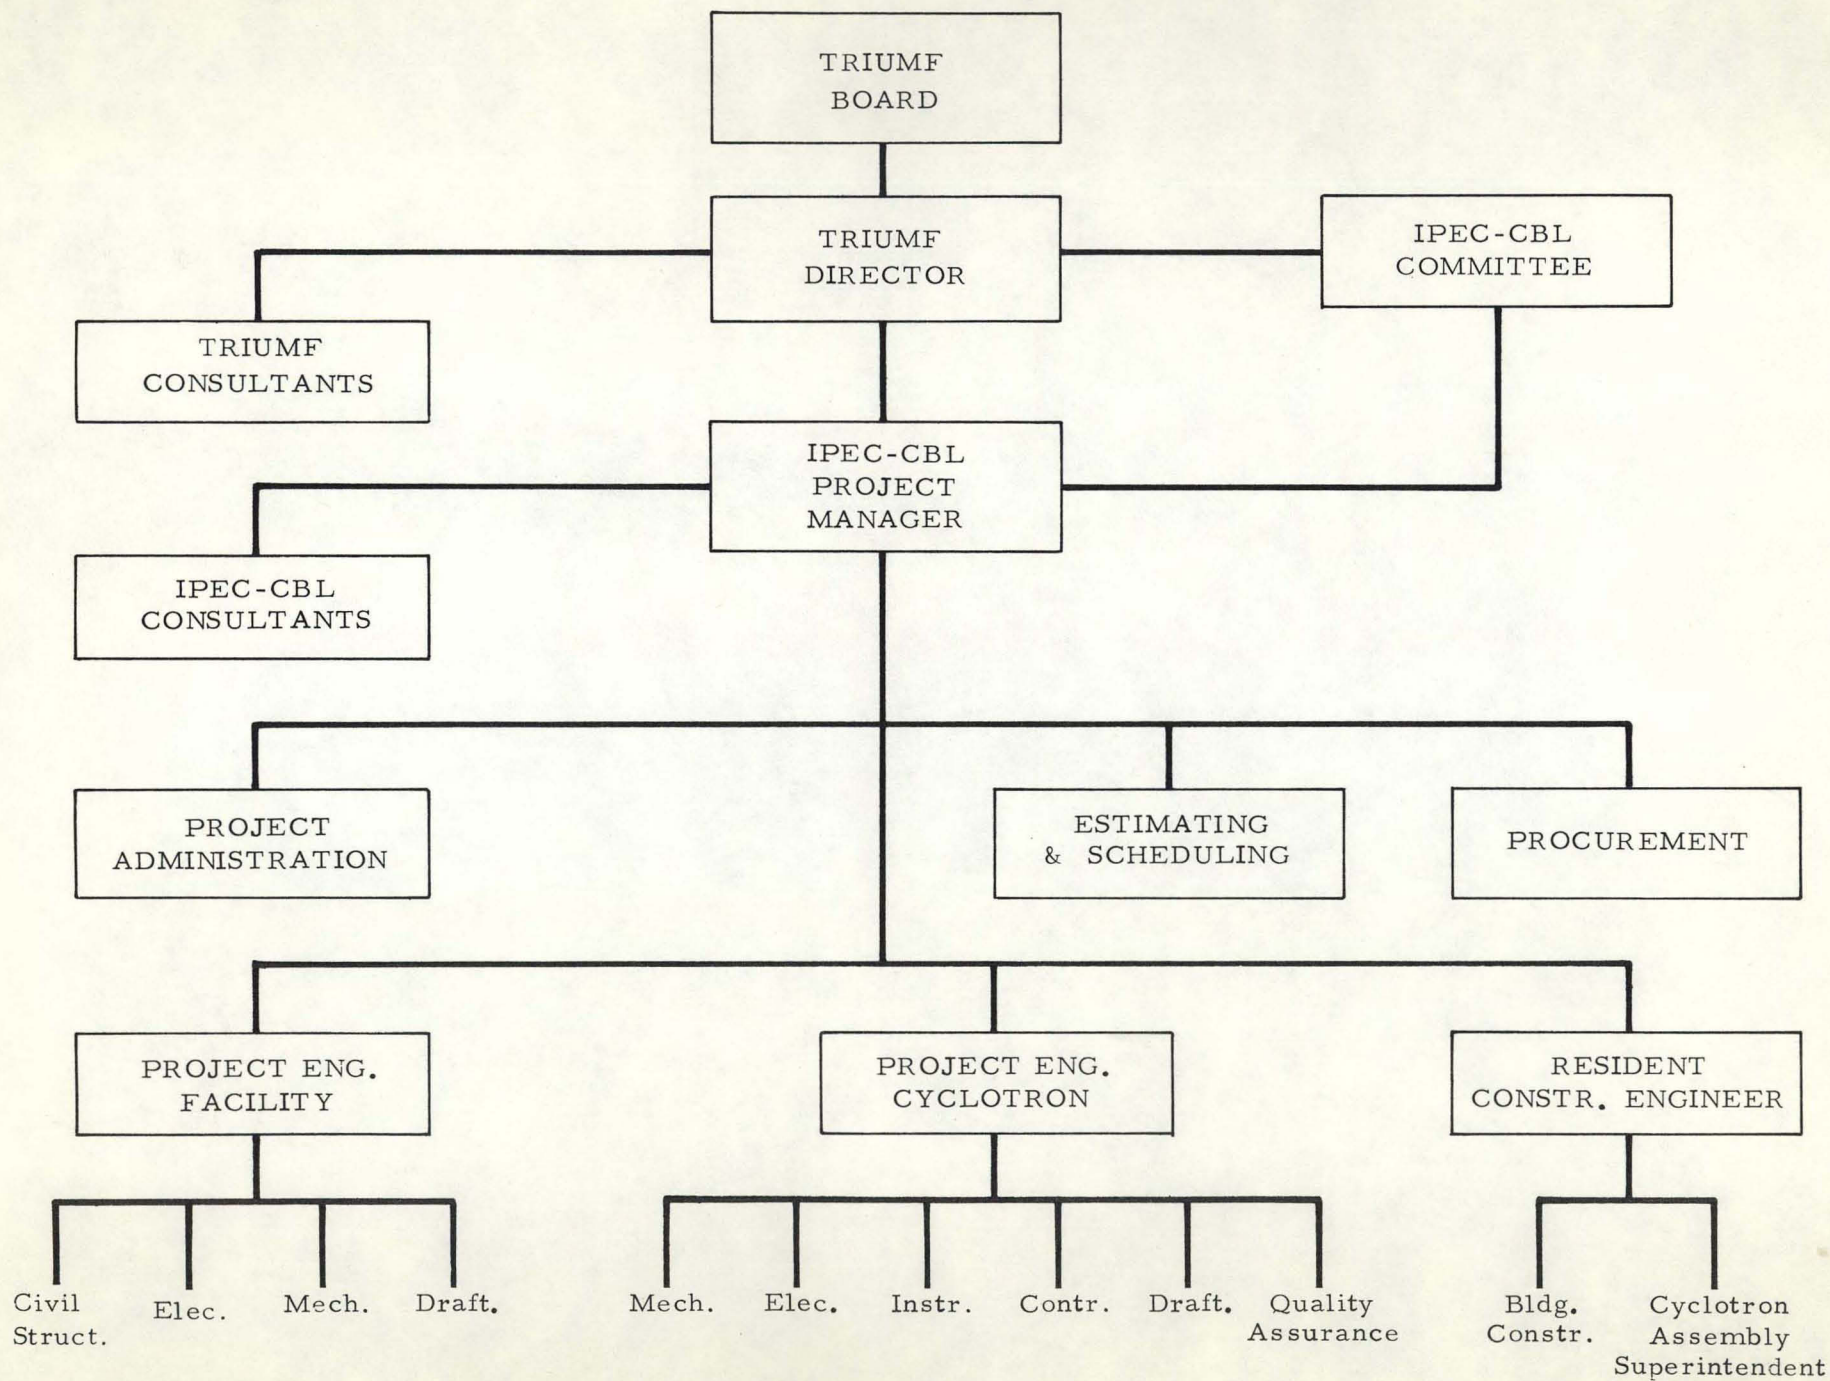 TRIUMF
BOARD
TRIUMF
DIRECTOR
IPEC-CBL
COMMITTEE
TRIUMF
CONSULTANTS
IPEC-CBL
PROJECT
MANAGER
IPEC-CBL
CONSULTANTS
PROJECT
ADMINISTRATION
ESTIMATING
& SCHEDULING
PROCUREMENT
PROJECT ENG.
FACILITY
PROJECT ENG.
CYCLOTRON
RESIDENT
CONSTR. ENGINEER
Civil
Struct.
Elec.
Mech.
Draft.
Mech.
Elec.
Instr.
Contr.
Draft.
Quality
Assurance
Bldg.
Constr.
Cyclotron
Assembly
Superintendent